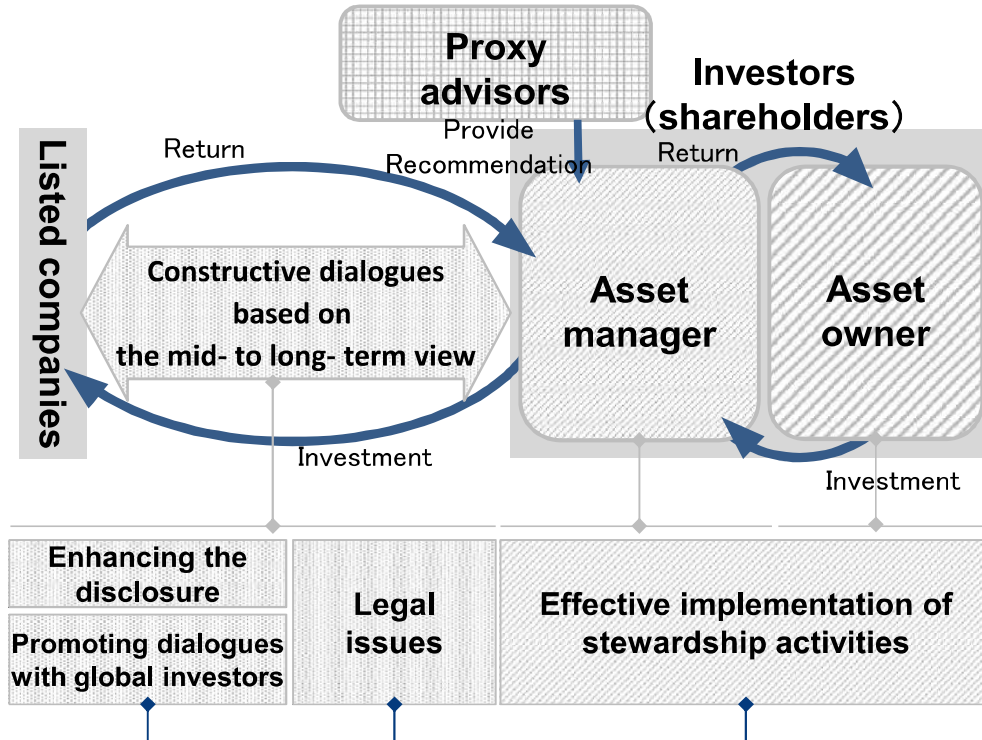 Proxy
advisors
Investors
（shareholders）
Provide
Recommendation
Return
Return
Listed companies
Constructive dialogues
based on
the mid- to long- term view
Asset
manager
Asset
owner
Investment
Investment
Enhancing the
disclosure
Promoting dialogues
with global investors
Legal
issues
Effective implementation of
stewardship activities